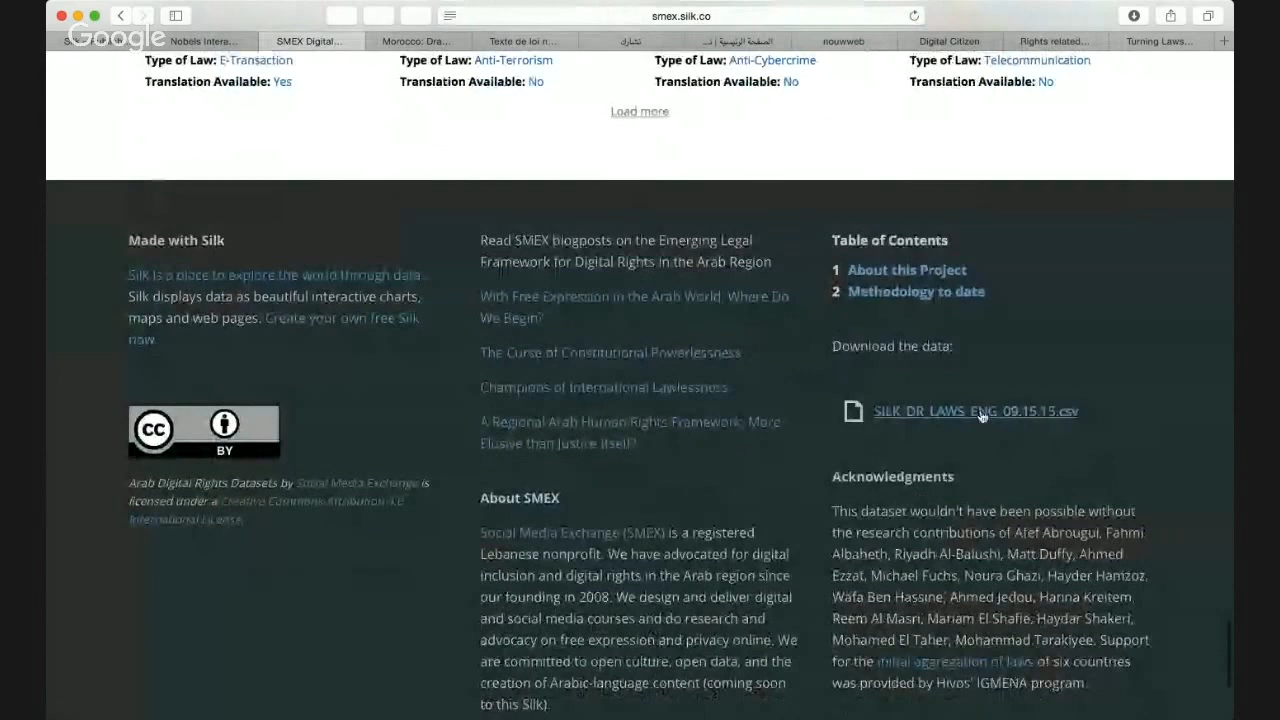 Google
smex.silk.co
Nobels Intera... SMEX Digital... Morocco: Dra... Texte de loi n... تشارك الصفحة الرئيسية | نـ... nouwweb Digital Citizen Rights related... Turning Laws...
Type of Law: E-Transaction Type of Law: Anti-Terrorism Type of Law: Anti-Cybercrime Type of Law: Telecommunication
Translation Available: Yes Translation Available: No Translation Available: No Translation Available: No
Load more
Made with Silk
Silk is a place to explore the world through data.
Silk displays data as beautiful interactive charts,
maps and web pages. Create your own free Silk
now.
CC BY
Arab Digital Rights Datasets by Social Media Exchange is
licensed under a Creative Commons Attribution 4.0
International License.
Read SMEX blogposts on the Emerging Legal
Framework for Digital Rights in the Arab Region
With Free Expression in the Arab World, Where Do
We Begin?
The Curse of Constitutional Powerlessness
Champions of International Lawlessness
A Regional Arab Human Rights Framework: More
Elusive than Justice Itself?
About SMEX
Social Media Exchange (SMEX) is a registered
Lebanese nonprofit. We have advocated for digital
inclusion and digital rights in the Arab region since
our founding in 2008. We design and deliver digital
and social media courses and do research and
advocacy on free expression and privacy online. We
are committed to open culture, open data, and the
creation of Arabic-language content (coming soon
to this Silk).
Table of Contents
1 About this Project
2 Methodology to date
Download the data:
SILK_DR_LAWS_ENG_09.15.15.csv
Acknowledgments
This dataset wouldn't have been possible without
the research contributions of Afef Abrougui, Fahmi
Albaheth, Riyadh Al-Balushi, Matt Duffy, Ahmed
Ezzat, Michael Fuchs, Noura Ghazi, Hayder Hamzoz,
Wafa Ben Hassine, Ahmed Jedou, Hanna Kreitem,
Reem Al Masri, Mariam El Shafie, Haydar Shakeri,
Mohamed El Taher, Mohammad Tarakiyee. Support
for the initial aggregation of laws of six countries
was provided by Hivos' IGMENA program.